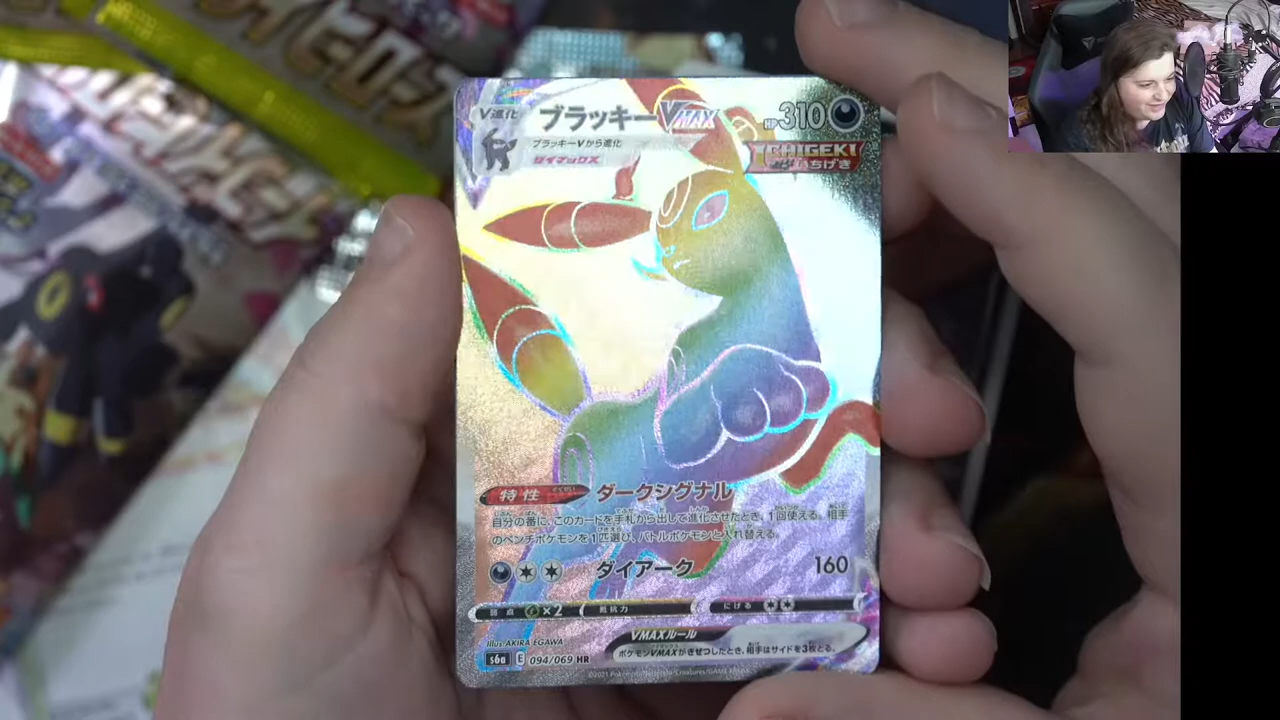 V進化 ブラッキーVMAX HP310
ブラッキーVから進化
ダイマックス
ICHIGEKI
いちげき
特性 とくせい ダークシグナル
自分の番に、このカードを手札から出して進化させたとき、1回使える。相手
のベンチポケモンを1匹選び、バトルポケモンと入れ替える。
ダイアーク 160
弱点 ×2 抵抗力 にげる
Illus. AKIRA EGAWA
VMAXルール
ポケモンVMAXがきぜつしたとき、相手はサイドを3枚とる。
s6a E 094/069 HR